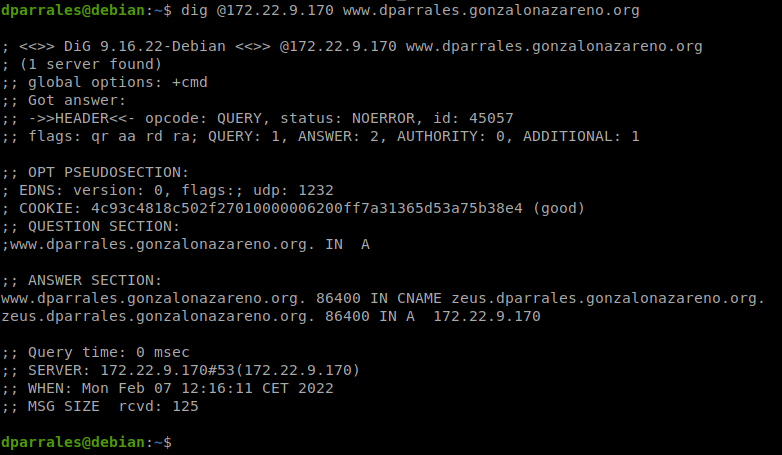 dparrales@debian:~$ dig @172.22.9.170 www.dparrales.gonzalonazareno.org
; <<>> DiG 9.16.22-Debian <<>> @172.22.9.170 www.dparrales.gonzalonazareno.org
; (1 server found)
;; global options: +cmd
;; Got answer:
;; ->>HEADER<<- opcode: QUERY, status: NOERROR, id: 45057
;; flags: qr aa rd ra; QUERY: 1, ANSWER: 2, AUTHORITY: 0, ADDITIONAL: 1
;; OPT PSEUDOSECTION:
; EDNS: version: 0, flags:; udp: 1232
; COOKIE: 4c93c4818c502f27010000006200ff7a31365d53a75b38e4 (good)
;; QUESTION SECTION:
;www.dparrales.gonzalonazareno.org. IN  A
;; ANSWER SECTION:
www.dparrales.gonzalonazareno.org. 86400 IN CNAME zeus.dparrales.gonzalonazareno.org.
zeus.dparrales.gonzalonazareno.org. 86400 IN A  172.22.9.170
;; Query time: 0 msec
;; SERVER: 172.22.9.170#53(172.22.9.170)
;; WHEN: Mon Feb 07 12:16:11 CET 2022
;; MSG SIZE  rcvd: 125
dparrales@debian:~$